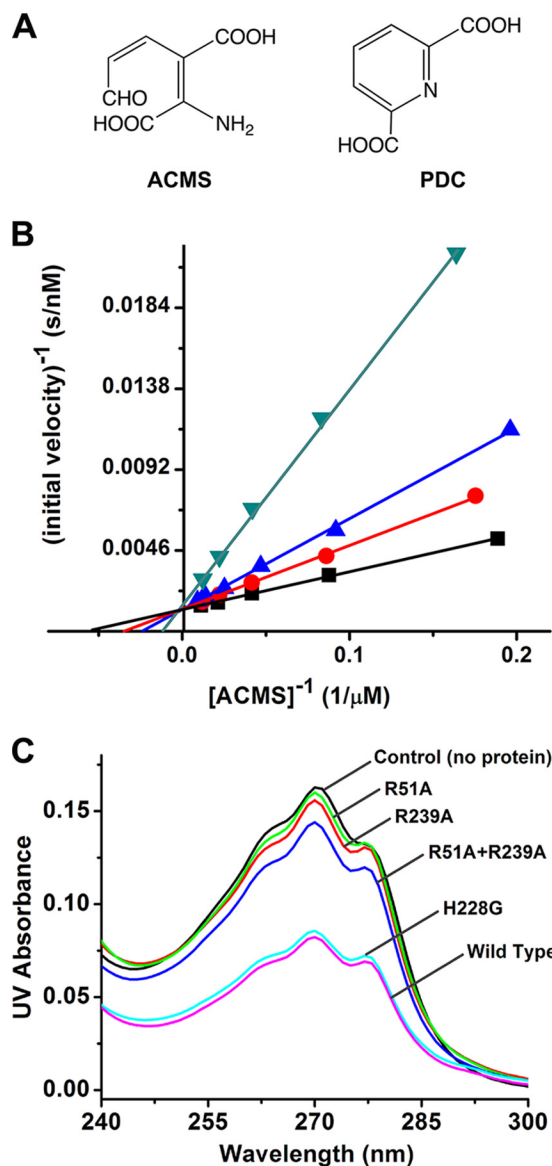 A
COOH
CHO
HOOC
NH2
ACMS
COOH
N
HOOC
PDC
B
(initial velocity)-1 (s/nM)
0.0184
0.0138
0.0092
0.0046
0.0
0.1
0.2
[ACMS]-1 (1/μM)
C
UV Absorbance
0.15
0.10
0.05
0.00
Control (no protein)
R51A
R239A
R51A+R239A
H228G
Wild Type
240
255
270
285
300
Wavelength (nm)